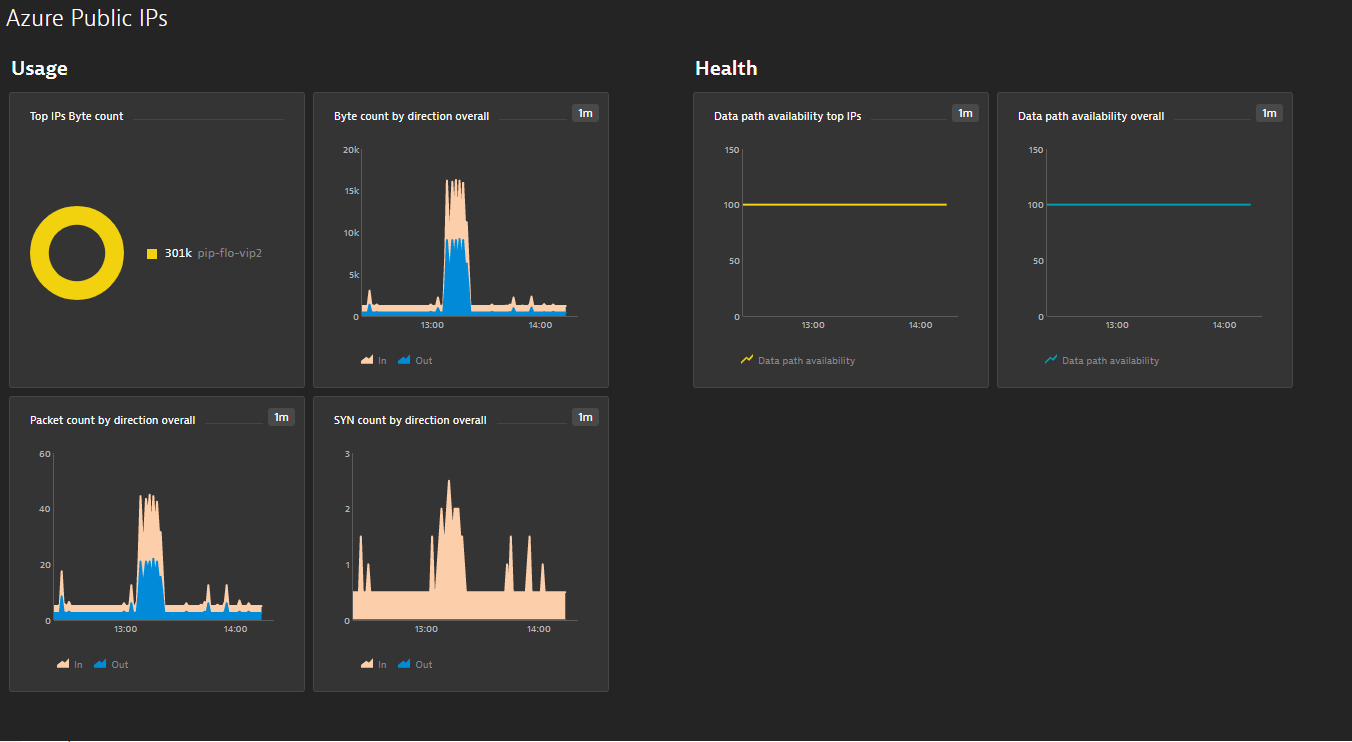 Azure Public IPs
Usage
Top IPs Byte count
301k pip-flo-vip2
Byte count by direction overall
1m
20k
15k
10k
5k
0
13:00
14:00
In
Out
Packet count by direction overall
1m
60
40
20
0
13:00
14:00
In
Out
SYN count by direction overall
1m
3
2
1
0
13:00
14:00
In
Out
Health
Data path availability top IPs
1m
150
100
50
0
13:00
14:00
Data path availability
Data path availability overall
1m
150
100
50
0
13:00
14:00
Data path availability